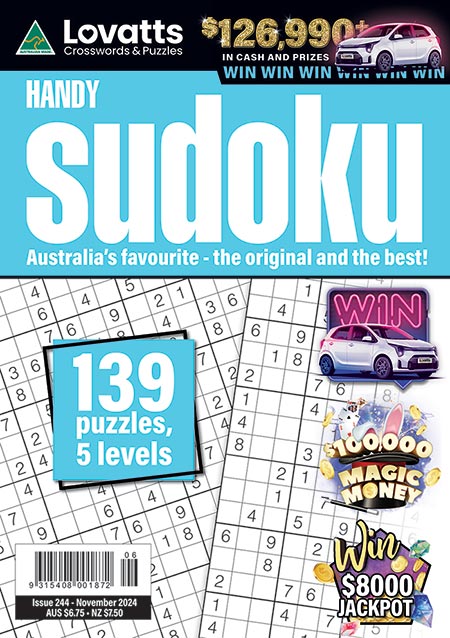 Lovatts
Crosswords & Puzzles
AUSTRALIAN MADE
$126,990†
IN CASH AND PRIZES
WIN WIN WIN WIN WIN WIN
HANDY
sudoku
Australia's favourite - the original and the best!
139
puzzles,
5 levels
WIN
$100,000
MAGIC
MONEY
Win
$8000
JACKPOT
06
9 315408 001872
Issue 244 - November 2024
AUS $6.75 • NZ $7.50